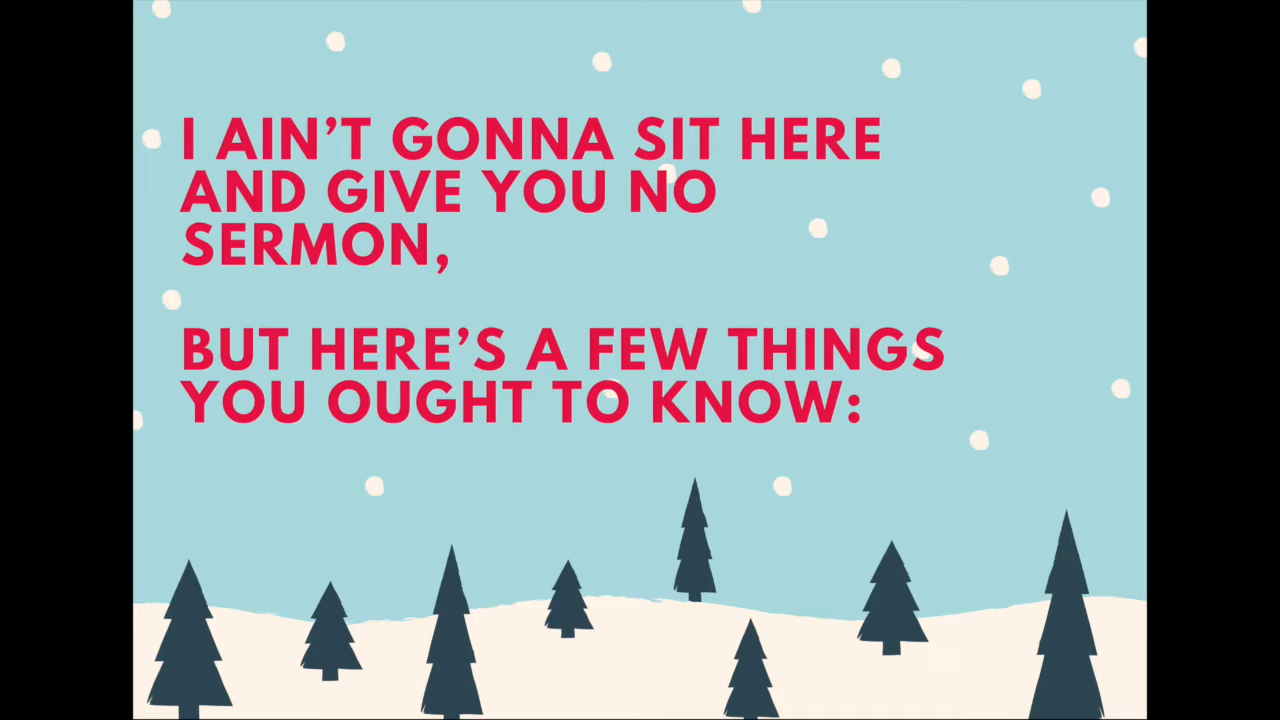 I AIN’T GONNA SIT HERE
AND GIVE YOU NO
SERMON,
BUT HERE’S A FEW THINGS
YOU OUGHT TO KNOW: